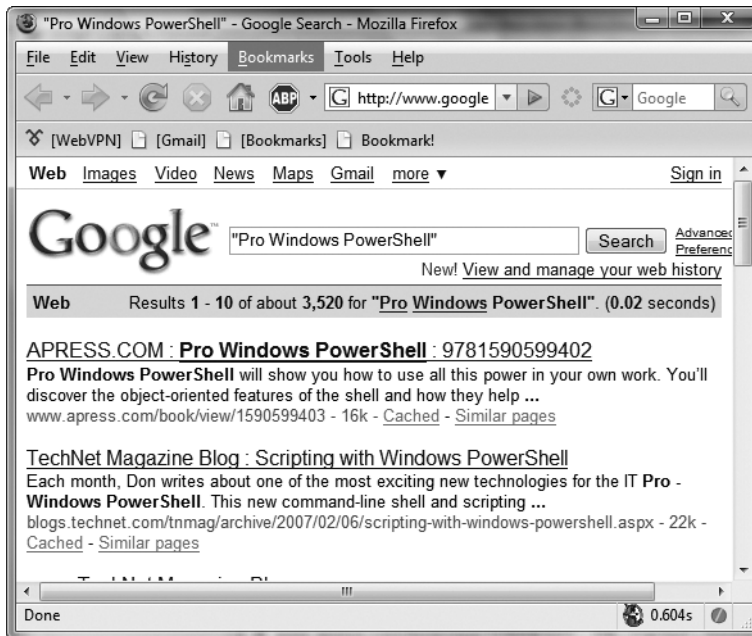 "Pro Windows PowerShell" - Google Search - Mozilla Firefox
File Edit View History Bookmarks Tools Help
ABP G http://www.google G Google
[WebVPN] [Gmail] [Bookmarks] Bookmark!
Web Images Video News Maps Gmail more ▼ Sign in
Google™ "Pro Windows PowerShell" Search Advanced
Preferenc
New! View and manage your web history
Web Results 1 - 10 of about 3,520 for "Pro Windows PowerShell". (0.02 seconds)
APRESS.COM : Pro Windows PowerShell : 9781590599402
Pro Windows PowerShell will show you how to use all this power in your own work. You'll
discover the object-oriented features of the shell and how they help ...
www.apress.com/book/view/1590599403 - 16k - Cached - Similar pages
TechNet Magazine Blog : Scripting with Windows PowerShell
Each month, Don writes about one of the most exciting new technologies for the IT Pro -
Windows PowerShell. This new command-line shell and scripting ...
blogs.technet.com/tnmag/archive/2007/02/06/scripting-with-windows-powershell.aspx - 22k -
Cached - Similar pages
Done 0.604s